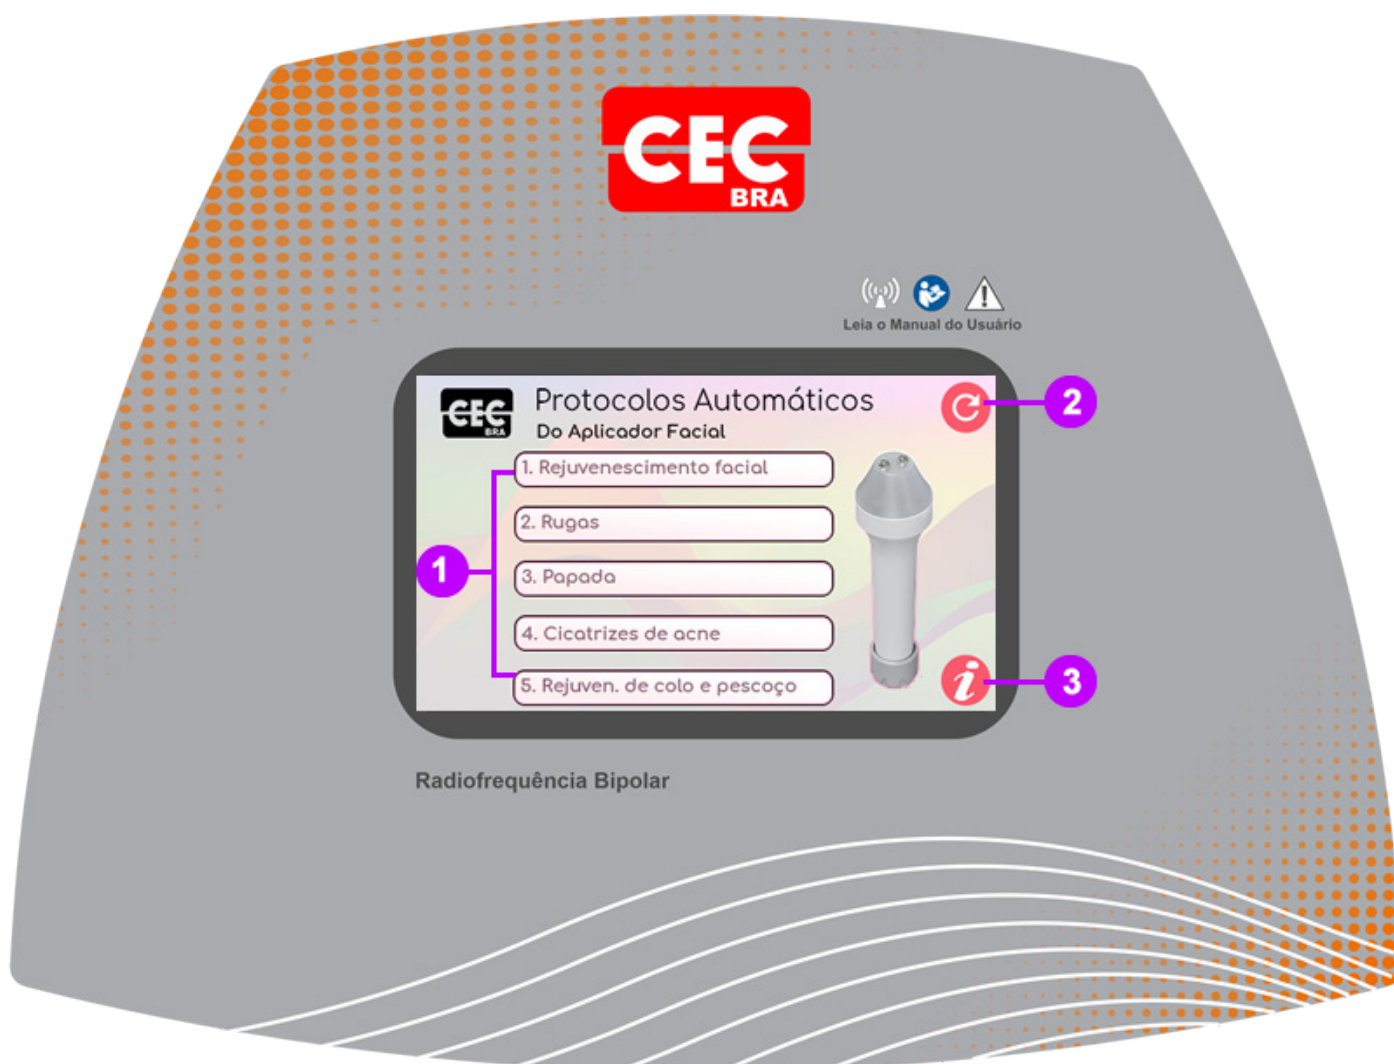 CEC
BRA
Leia o Manual do Usuário
CEC
BRA
Protocolos Automáticos
Do Aplicador Facial
2
1. Rejuvenescimento facial
2. Rugas
1
3. Papada
4. Cicatrizes de acne
5. Rejuven. de colo e pescoço
i
3
Radiofrequência Bipolar